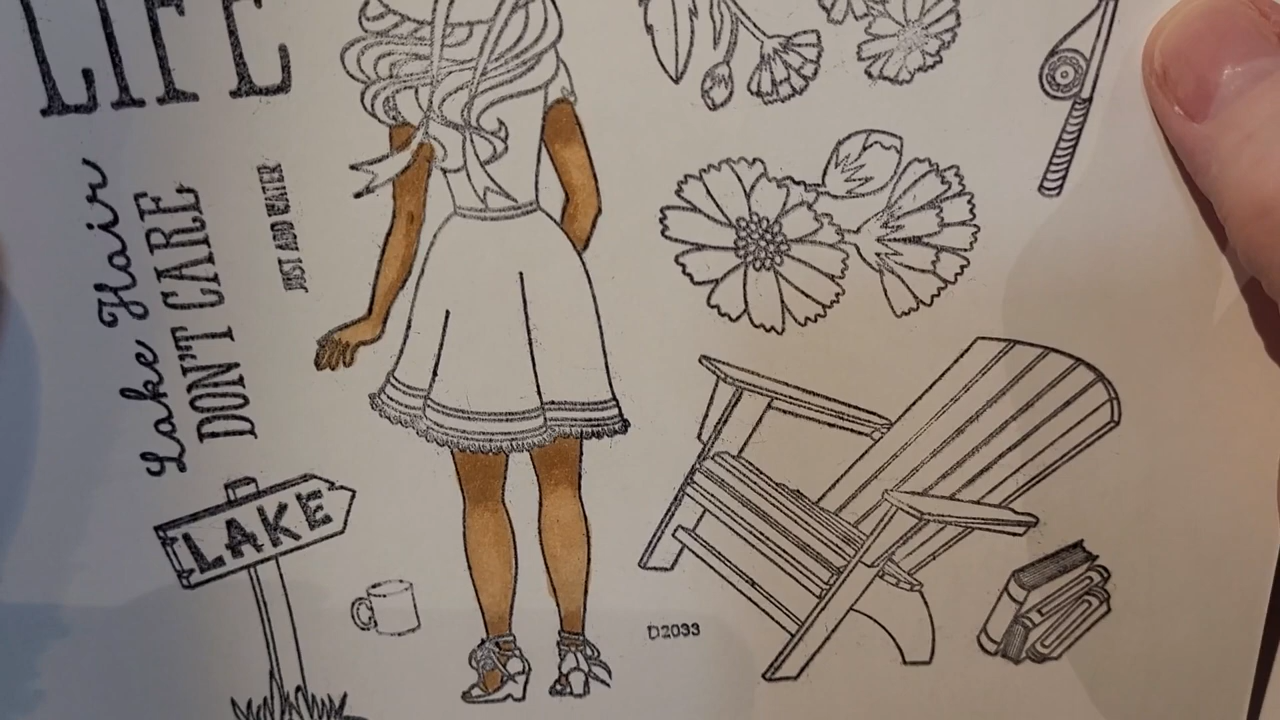 LIFE
Lake Hair
DON'T CARE
JUST ADD WATER
LAKE
D2033